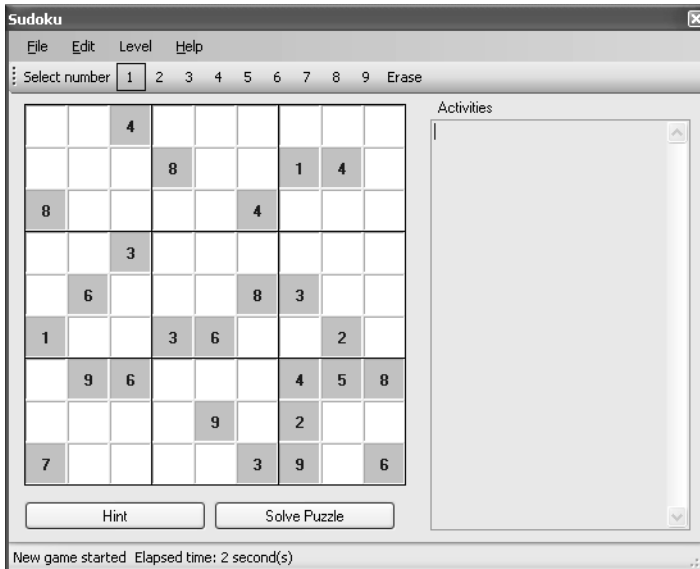 Sudoku
File Edit Level Help
Select number 1 2 3 4 5 6 7 8 9 Erase
Activities
4
8 1 4
8 4
3
6 8 3
1 3 6 2
9 6 4 5 8
9 2
7 3 9 6
Hint Solve Puzzle
New game started Elapsed time: 2 second(s)